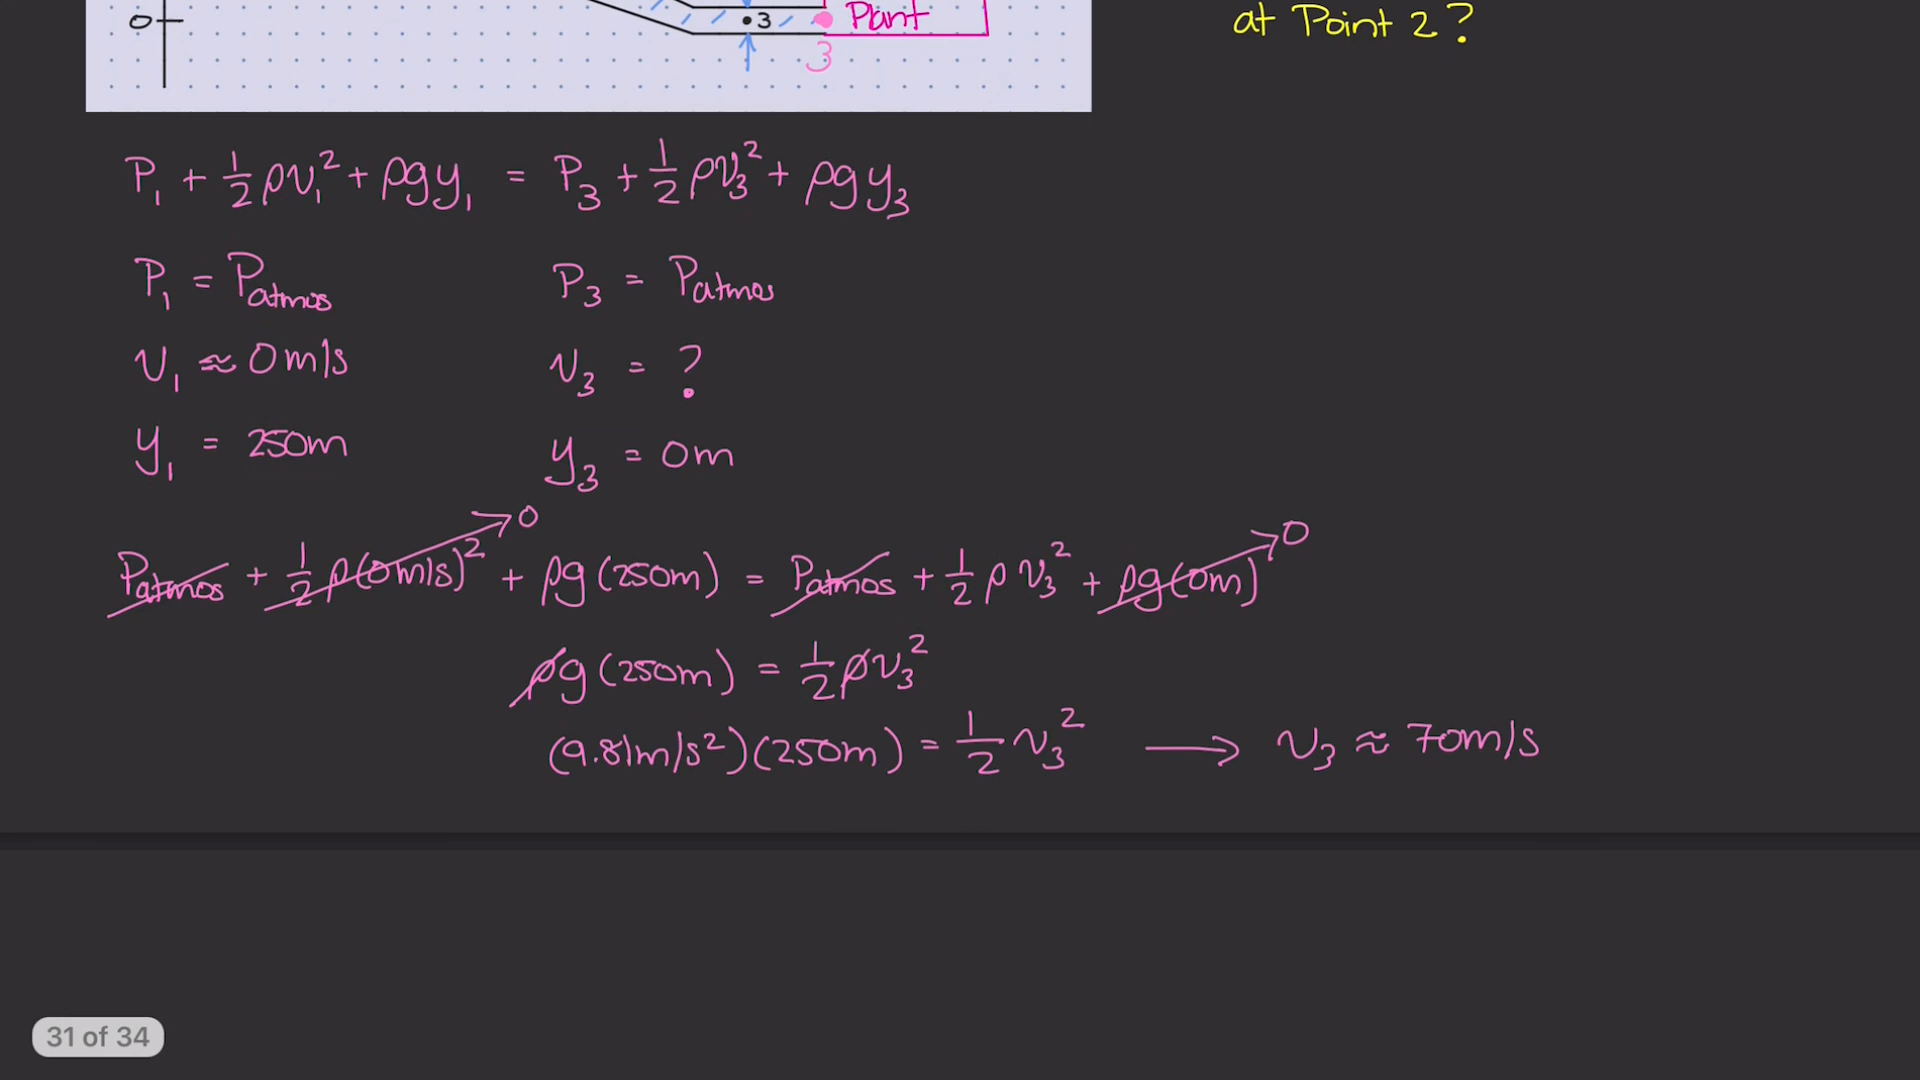 at Point 2?
0
•3
Plant
3
P₁ + ½ρv₁² + ρgy₁ = P₃ + ½ρv₃² + ρgy₃
P₁ = Patmos
P₃ = Patmos
v₁ ≈ 0m/s
v₃ = ?
y₁ = 250m
y₃ = 0m
Patmos + ½ρ(0m/s)² → 0 + ρg(250m) = Patmos + ½ρv₃² + ρg(0m) → 0
ρg(250m) = ½ρv₃²
(9.81m/s²)(250m) = ½v₃² → v₃ ≈ 70m/s
31 of 34